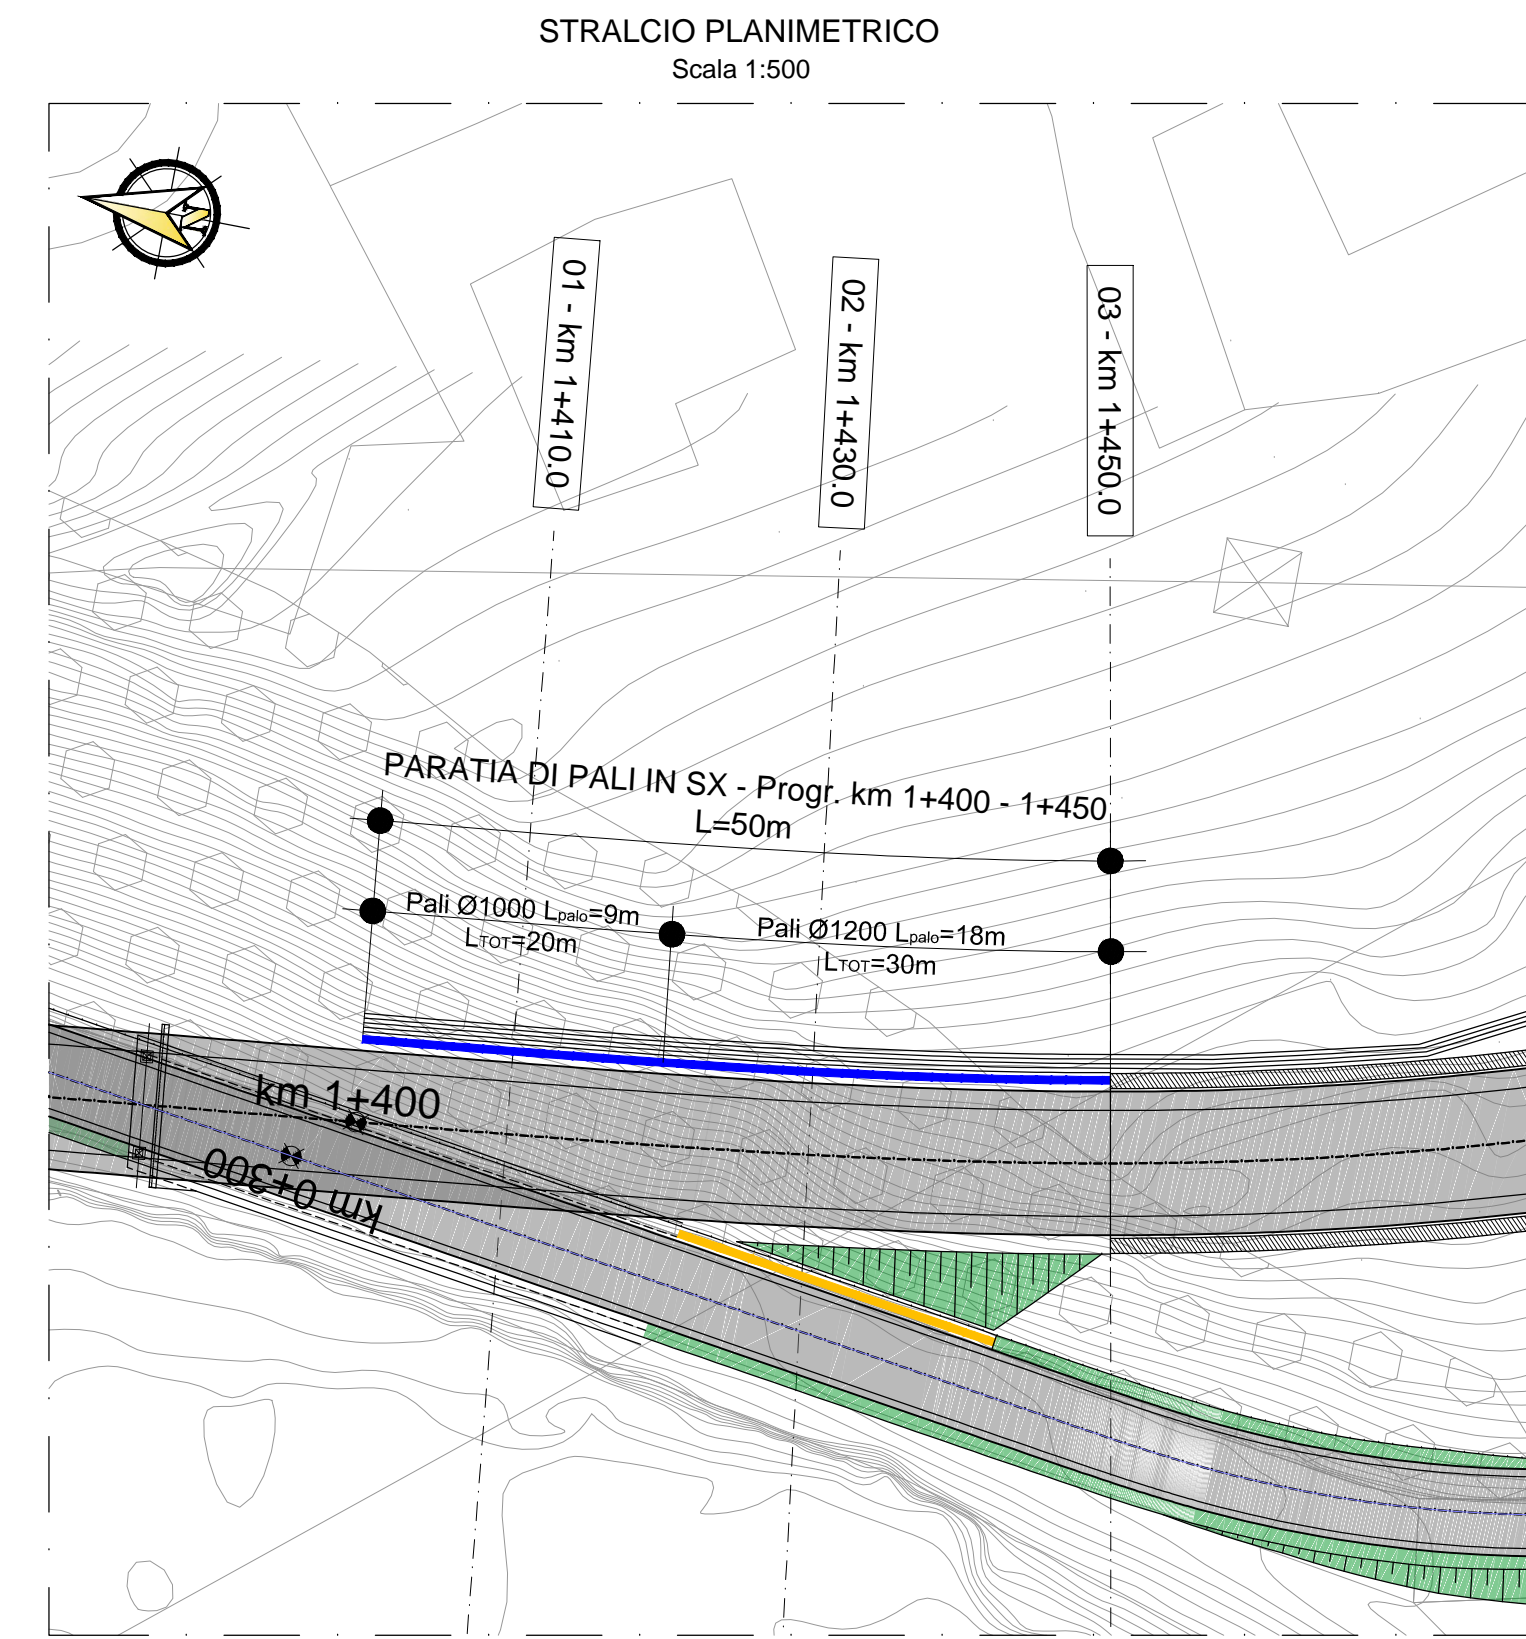 STRALCIO PLANIMETRICO
Scala 1:500
01 - km 1+410.0
02 - km 1+430.0
03 - km 1+450.0
PARATIA DI PALI IN SX - Progr. km 1+400 - 1+450
L=50m
Pali Ø1000 Lpalo=9m
LTOT=20m
Pali Ø1200 Lpalo=18m
LTOT=30m
km 1+400
km 0+300